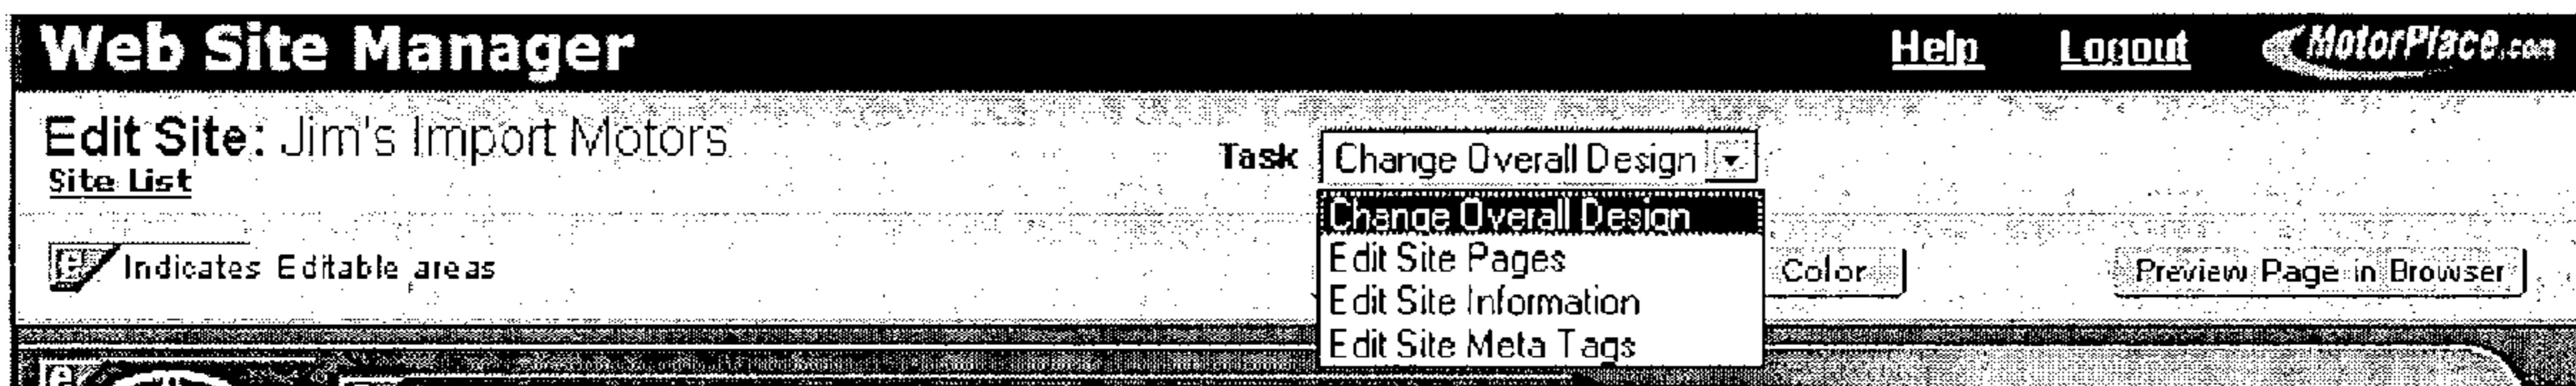 Web Site Manager Help Logout MotorPlace.com
Edit Site: Jim's Import Motors
Task Change Overall Design
Site List
Change Overall Design
Edit Site Pages
e Indicates Editable areas Color Preview Page in Browser
Edit Site Information
Edit Site Meta Tags
e